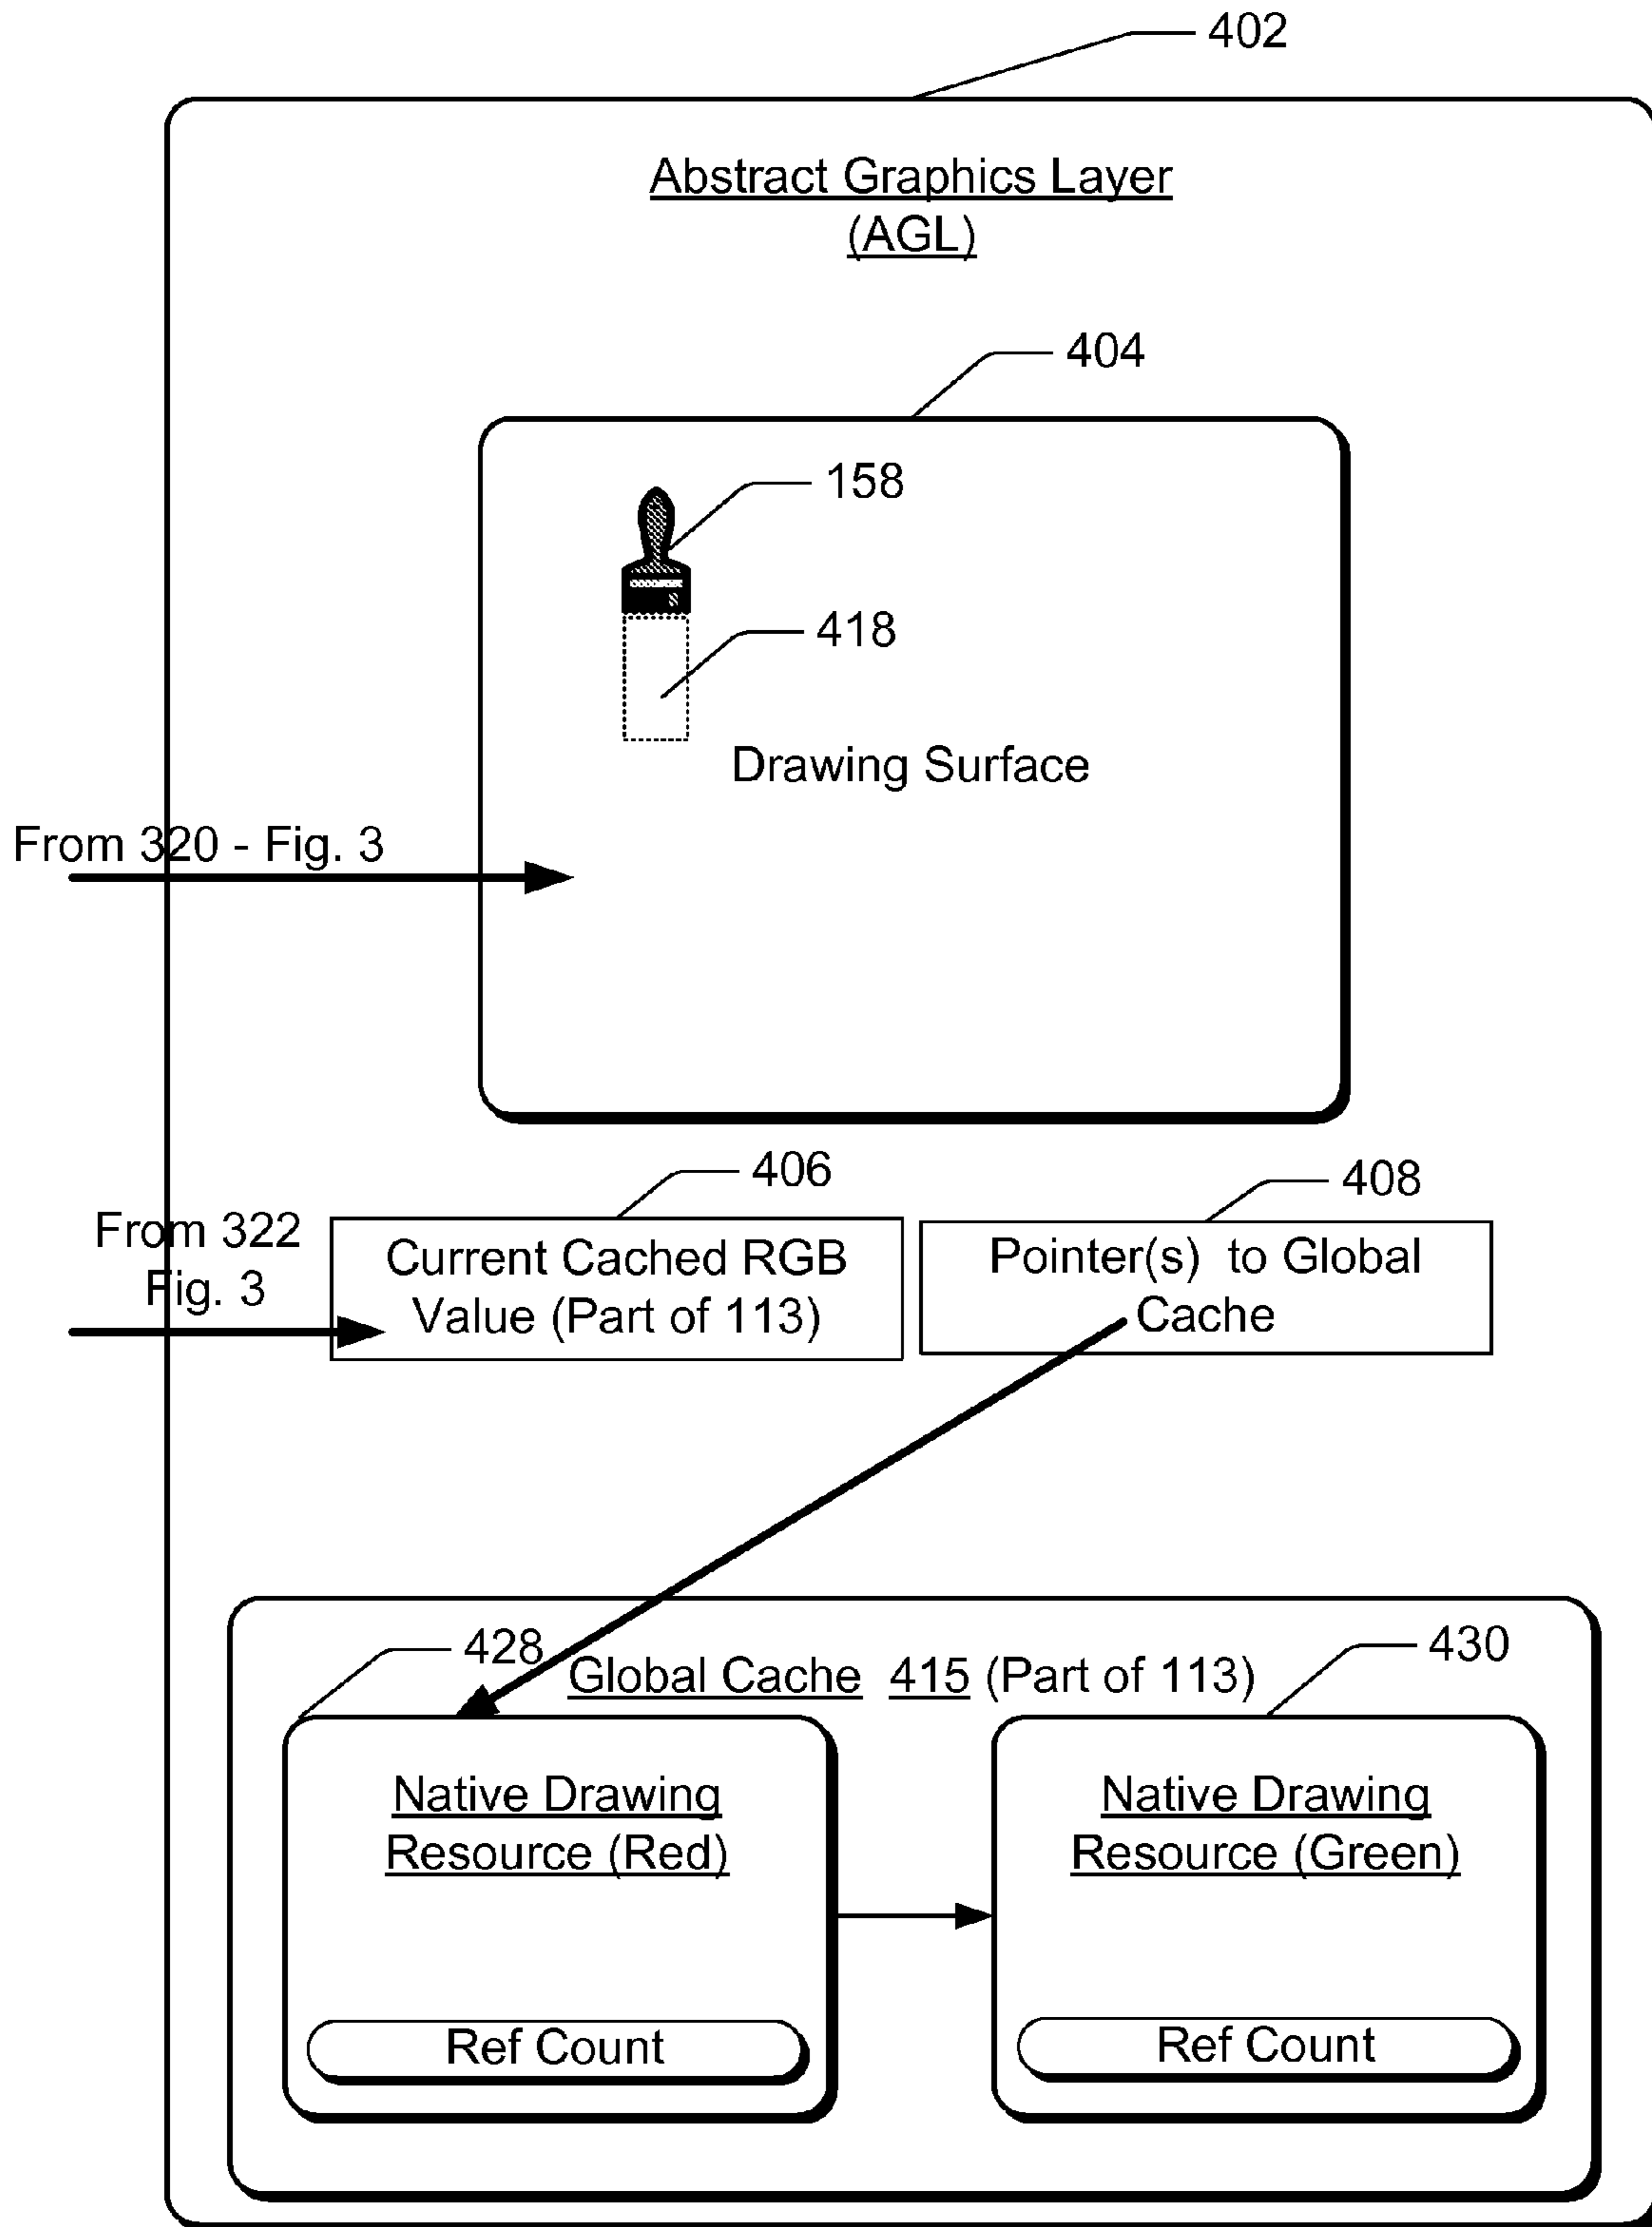 402
Abstract Graphics Layer
(AGL)
404
158
418
Drawing Surface
From 320 - Fig. 3
406
408
From 322
Fig. 3
Current Cached RGB
Value (Part of 113)
Pointer(s) to Global
Cache
428
430
Global Cache 415 (Part of 113)
Native Drawing
Resource (Red)
Native Drawing
Resource (Green)
Ref Count
Ref Count